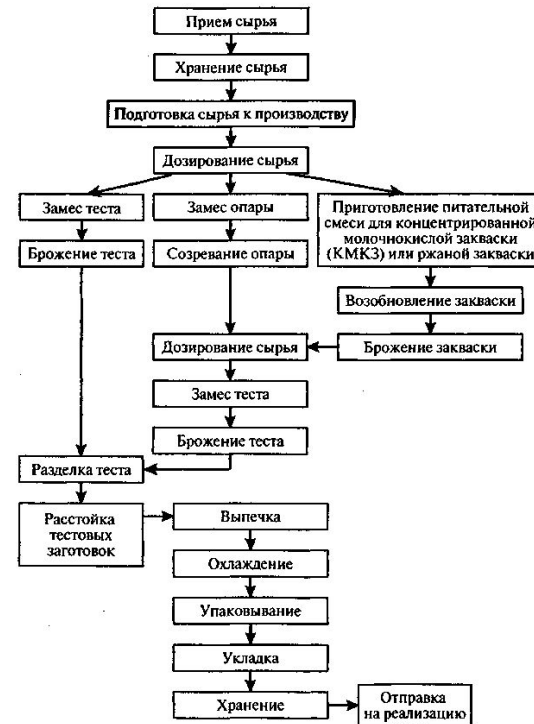 Прием сырья
Хранение сырья
Подготовка сырья к производству
Дозирование сырья
Замес теста
Замес опары
Приготовление питательной
смеси для концентрированной
молочнокислой закваски
(КМКЗ) или ржаной закваски
Брожение теста
Созревание опары
Возобновление закваски
Дозирование сырья
Брожение закваски
Замес теста
Брожение теста
Разделка теста
Расстойка
тестовых
заготовок
Выпечка
Охлаждение
Упаковывание
Укладка
Хранение
Отправка
на реализацию